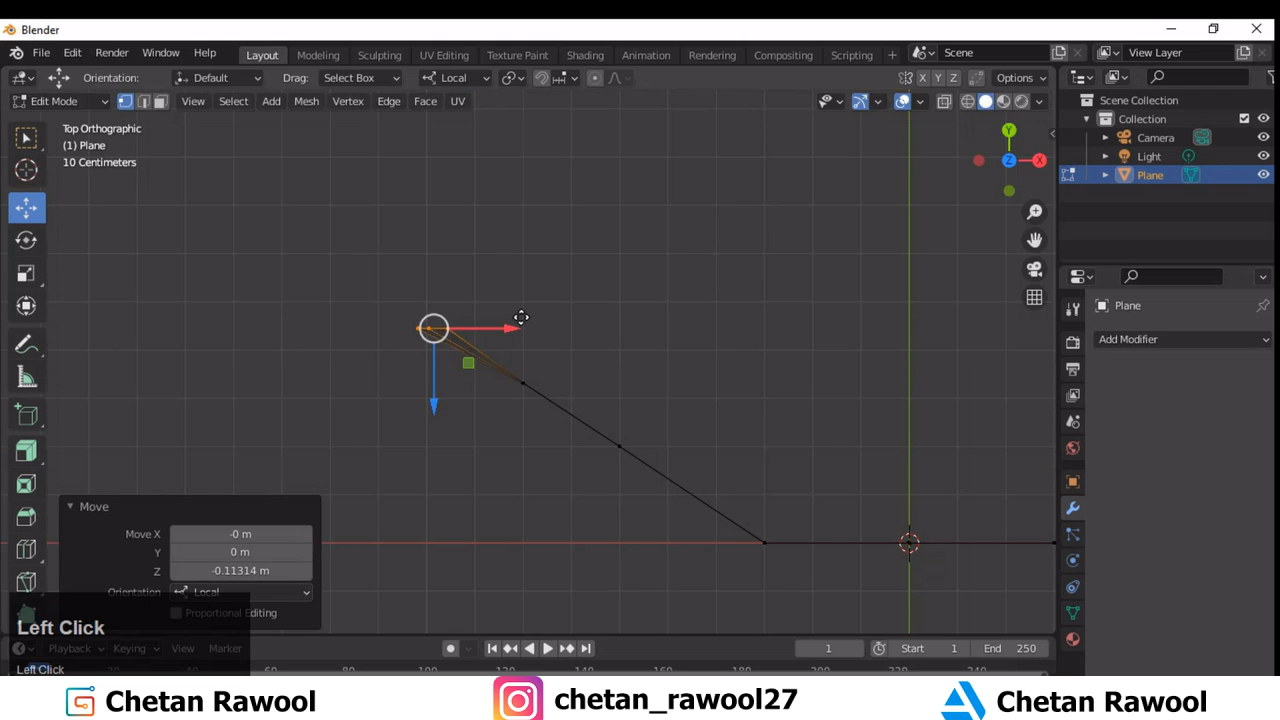 Blender
File Edit Render Window Help Layout Modeling Sculpting UV Editing Texture Paint Shading Animation Rendering Compositing Scripting + Scene View Layer
Orientation: Default Drag: Select Box Local X Y Z Options
Edit Mode View Select Add Mesh Vertex Edge Face UV
Scene Collection
Collection
Camera
Light
Plane
Top Orthographic
(1) Plane
10 Centimeters
Y
Z X
Plane
Add Modifier
Move
Move X -0 m
Y 0 m
Z -0.11314 m
Orientation Local
Proportional Editing
Left Click
Playback Keying View Marker 1 Start 1 End 250
Left Click
Chetan Rawool chetan_rawool27 Chetan Rawool